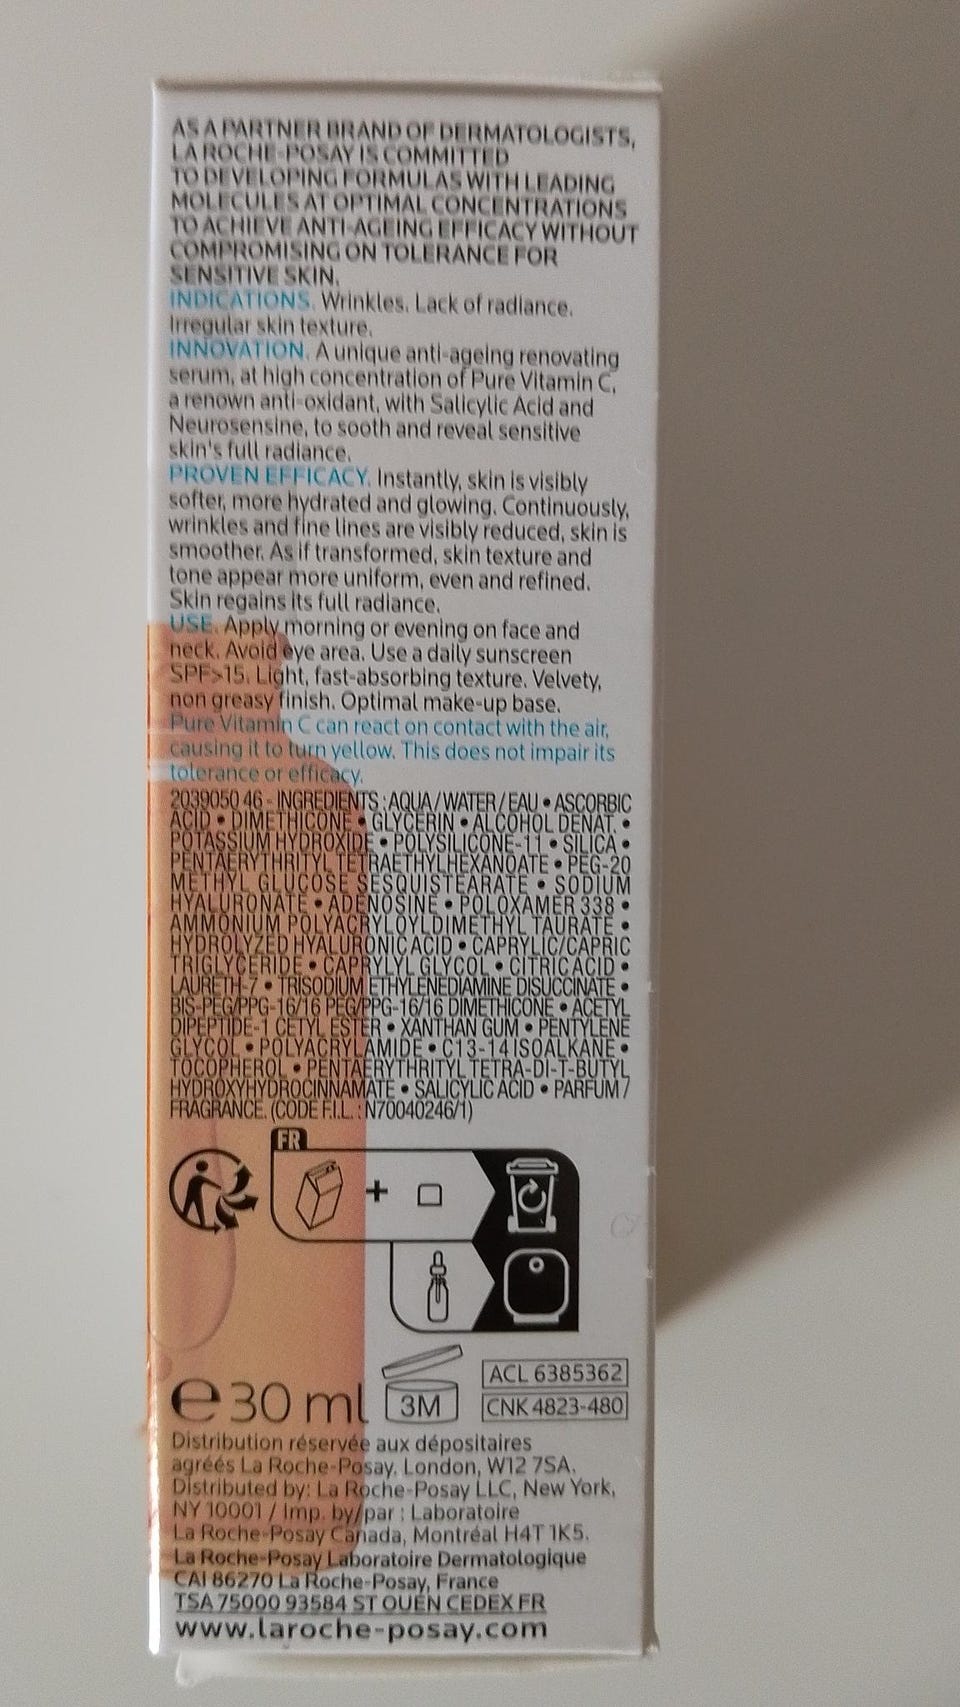 AS A PARTNER BRAND OF DERMATOLOGISTS,
LA ROCHE-POSAY IS COMMITTED
TO DEVELOPING FORMULAS WITH LEADING
MOLECULES AT OPTIMAL CONCENTRATIONS
TO ACHIEVE ANTI-AGEING EFFICACY WITHOUT
COMPROMISING ON TOLERANCE FOR
SENSITIVE SKIN.
INDICATIONS. Wrinkles. Lack of radiance.
Irregular skin texture.
INNOVATION. A unique anti-ageing renovating
serum, at high concentration of Pure Vitamin C,
a renown anti-oxidant, with Salicylic Acid and
Neurosensine, to sooth and reveal sensitive
skin's full radiance.
PROVEN EFFICACY. Instantly, skin is visibly
softer, more hydrated and glowing. Continuously,
wrinkles and fine lines are visibly reduced, skin is
smoother. As if transformed, skin texture and
tone appear more uniform, even and refined.
Skin regains its full radiance.
USE. Apply morning or evening on face and
neck. Avoid eye area. Use a daily sunscreen
SPF>15. Light, fast-absorbing texture. Velvety,
non greasy finish. Optimal make-up base.
Pure Vitamin C can react on contact with the air,
causing it to turn yellow. This does not impair its
tolerance or efficacy.
2039050 46 - INGREDIENTS : AQUA / WATER / EAU • ASCORBIC
ACID • DIMETHICONE • GLYCERIN • ALCOHOL DENAT. •
POTASSIUM HYDROXIDE • POLYSILICONE-11 • SILICA •
PENTAERYTHRITYL TETRAETHYLHEXANOATE • PEG-20
METHYL GLUCOSE SESQUISTEARATE • SODIUM
HYALURONATE • ADENOSINE • POLOXAMER 338 •
AMMONIUM POLYACRYLOYLDIMETHYL TAURATE •
HYDROLYZED HYALURONIC ACID • CAPRYLIC/CAPRIC
TRIGLYCERIDE • CAPRYLYL GLYCOL • CITRIC ACID •
LAURETH-7 • TRISODIUM ETHYLENEDIAMINE DISUCCINATE •
BIS-PEG/PPG-16/16 PEG/PPG-16/16 DIMETHICONE • ACETYL
DIPEPTIDE-1 CETYL ESTER • XANTHAN GUM • PENTYLENE
GLYCOL • POLYACRYLAMIDE • C13-14 ISOALKANE •
TOCOPHEROL • PENTAERYTHRITYL TETRA-DI-T-BUTYL
HYDROXYHYDROCINNAMATE • SALICYLIC ACID • PARFUM /
FRAGRANCE. (CODE F.I.L. : N70040246/1)
FR
+
e 30 ml
3M
ACL 6385362
CNK 4823-480
Distribution réservée aux dépositaires
agréés La Roche-Posay, London, W12 7SA.
Distributed by: La Roche-Posay LLC, New York,
NY 10001 / Imp. by/par : Laboratoire
La Roche-Posay Canada, Montréal H4T 1K5.
La Roche-Posay Laboratoire Dermatologique
CAI 86270 La Roche-Posay, France
TSA 75000 93584 ST OUEN CEDEX FR
www.laroche-posay.com